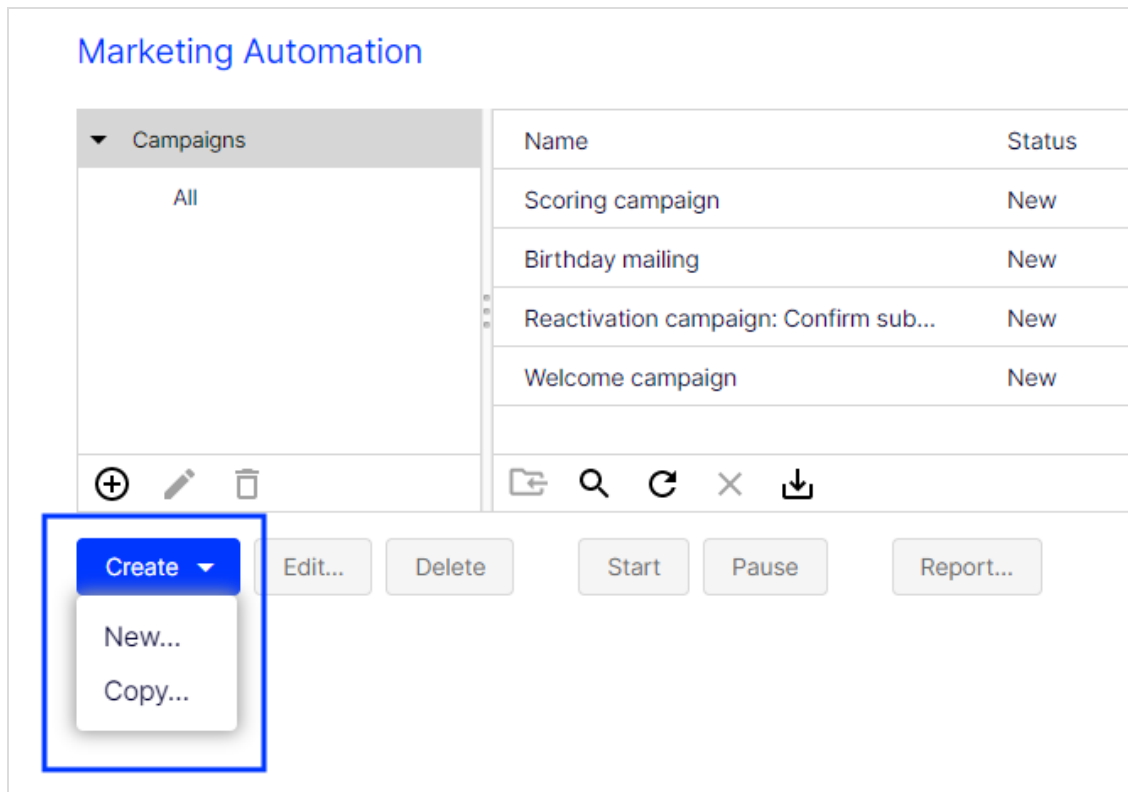 Marketing Automation
Campaigns
All
Name Status
Scoring campaign New
Birthday mailing New
Reactivation campaign: Confirm sub... New
Welcome campaign New
Create Edit... Delete Start Pause Report...
New...
Copy...